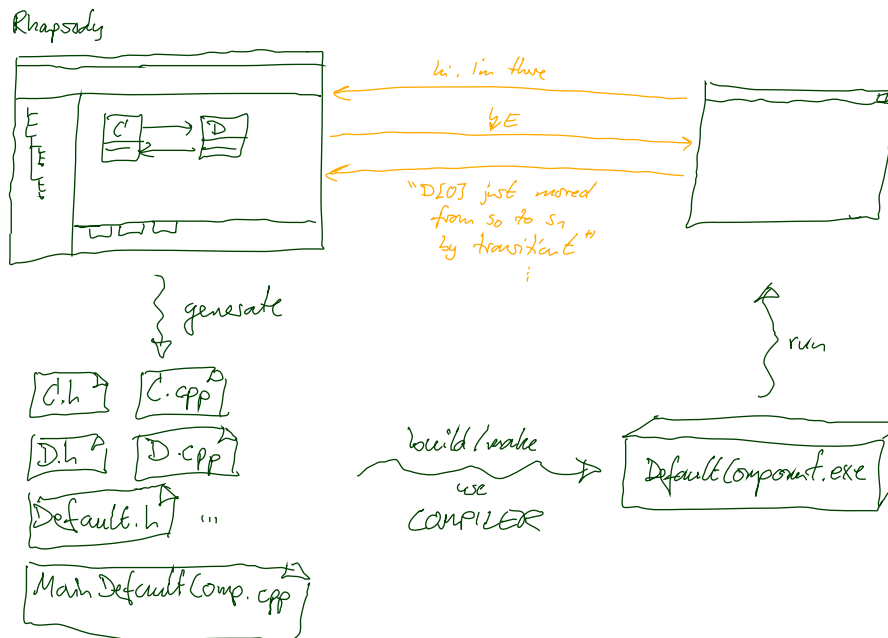 Rhapsody
hi, I'm there
E
C
D
"D[0] just moved
from s0 to s1
by transition t"
⋮
generate
run
C.h
C.cpp
D.h
D.cpp
build/make
use
COMPILER
DefaultComponent.exe
Default.h
...
MainDefaultComp.cpp